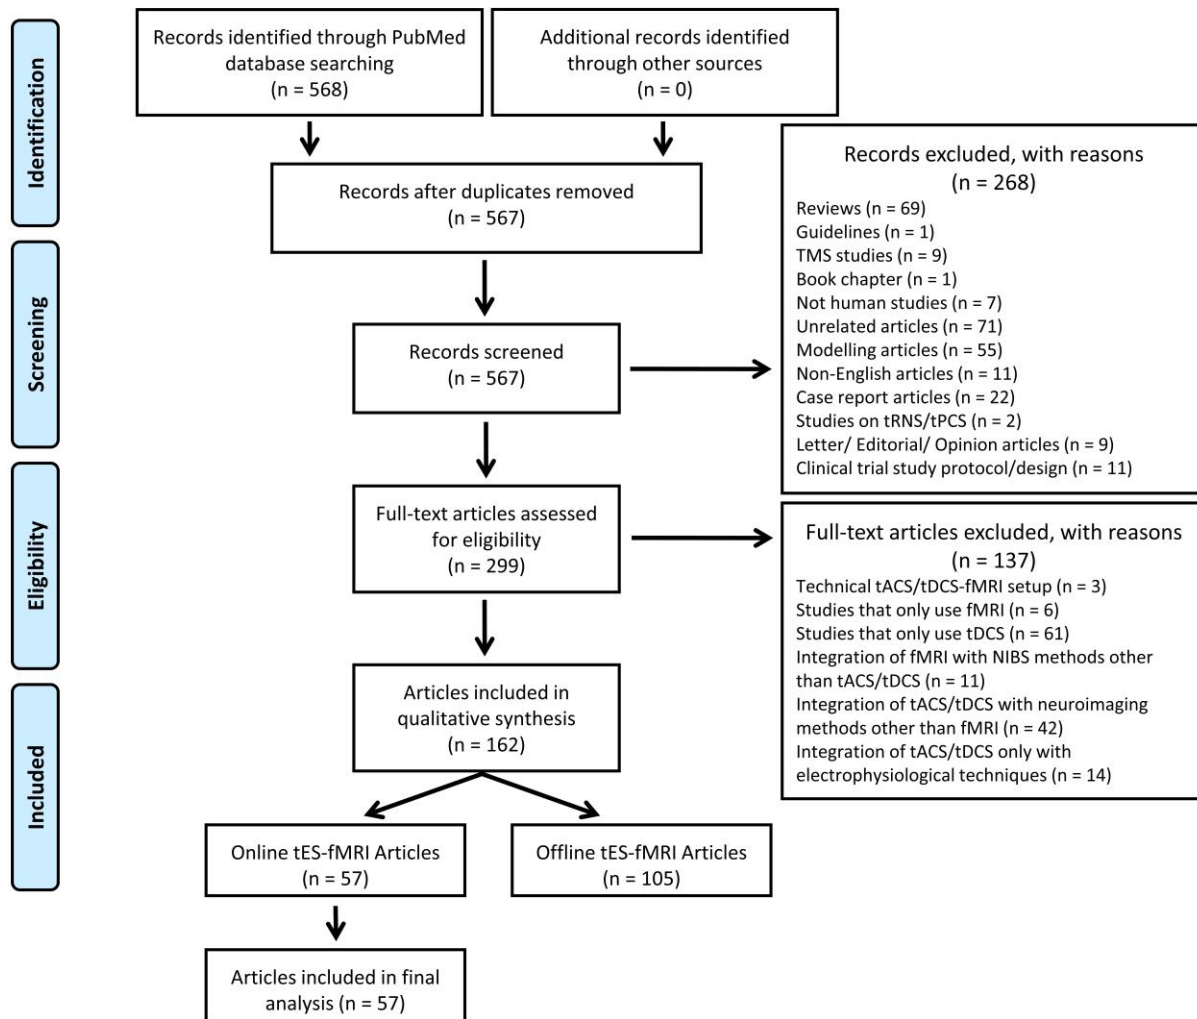 Identification
Records identified through PubMed
database searching
(n = 568)
Additional records identified
through other sources
(n = 0)
Records after duplicates removed
(n = 567)
Screening
Records screened
(n = 567)
Records excluded, with reasons
(n = 268)
Reviews (n = 69)
Guidelines (n = 1)
TMS studies (n = 9)
Book chapter (n = 1)
Not human studies (n = 7)
Unrelated articles (n = 71)
Modelling articles (n = 55)
Non-English articles (n = 11)
Case report articles (n = 22)
Studies on tRNS/tPCS (n = 2)
Letter/ Editorial/ Opinion articles (n = 9)
Clinical trial study protocol/design (n = 11)
Eligibility
Full-text articles assessed
for eligibility
(n = 299)
Full-text articles excluded, with reasons
(n = 137)
Technical tACS/tDCS-fMRI setup (n = 3)
Studies that only use fMRI (n = 6)
Studies that only use tDCS (n = 61)
Integration of fMRI with NIBS methods other
than tACS/tDCS (n = 11)
Integration of tACS/tDCS with neuroimaging
methods other than fMRI (n = 42)
Integration of tACS/tDCS only with
electrophysiological techniques (n = 14)
Included
Articles included in
qualitative synthesis
(n = 162)
Online tES-fMRI Articles
(n = 57)
Offline tES-fMRI Articles
(n = 105)
Articles included in final
analysis (n = 57)